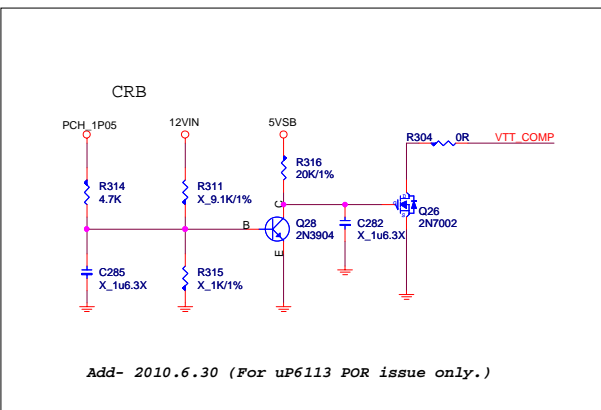 CRB
PCH_1P05
12VIN
5VSB
R304
0R
VTT_COMP
R314
4.7K
R311
X_9.1K/1%
R316
20K/1%
C
B
Q28
2N3904
E
C282
X_1u6.3X
Q26
2N7002
C285
X_1u6.3X
R315
X_1K/1%
Add- 2010.6.30 (For uP6113 POR issue only.)